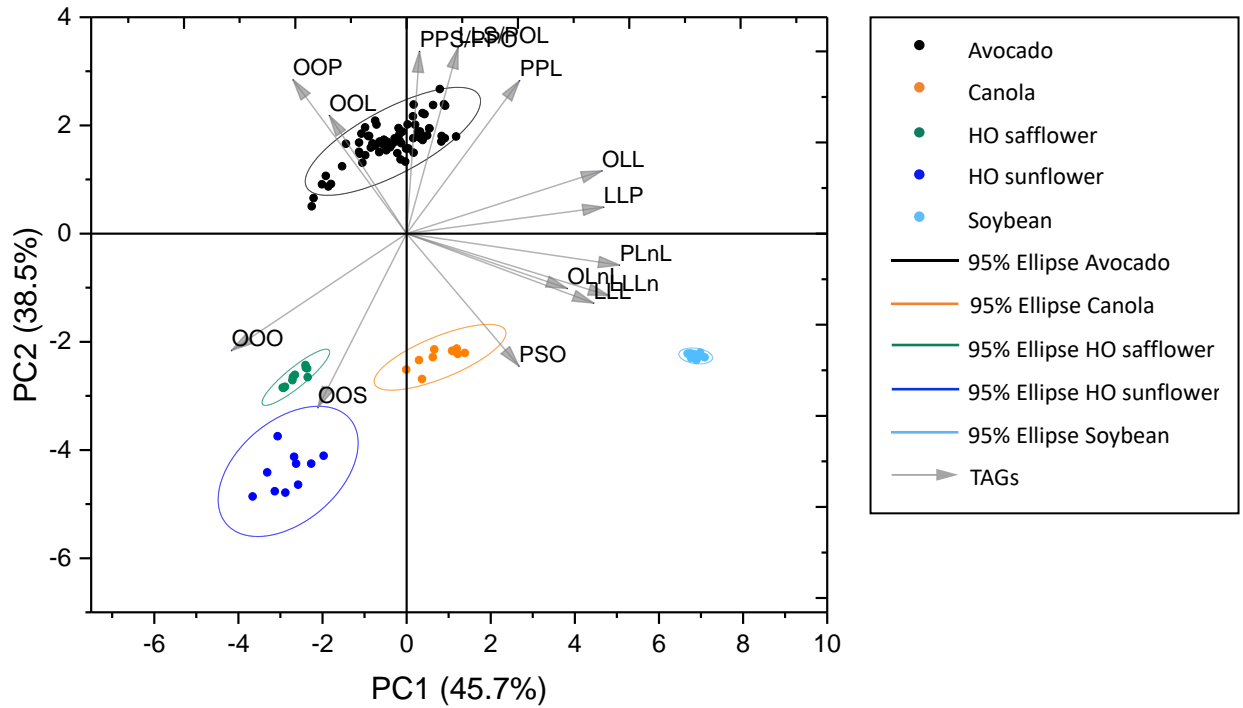 4
2
0
-2
-4
-6
PC2 (38.5%)
-6
-4
-2
0
2
4
6
8
10
PC1 (45.7%)
PPS/PPO
LLS/POL
OOP
PPL
OOL
OLL
LLP
PLnL
OLnL
LLLn
LLL
OOO
PSO
OOS
Avocado
Canola
HO safflower
HO sunflower
Soybean
95% Ellipse Avocado
95% Ellipse Canola
95% Ellipse HO safflower
95% Ellipse HO sunflower
95% Ellipse Soybean
TAGs